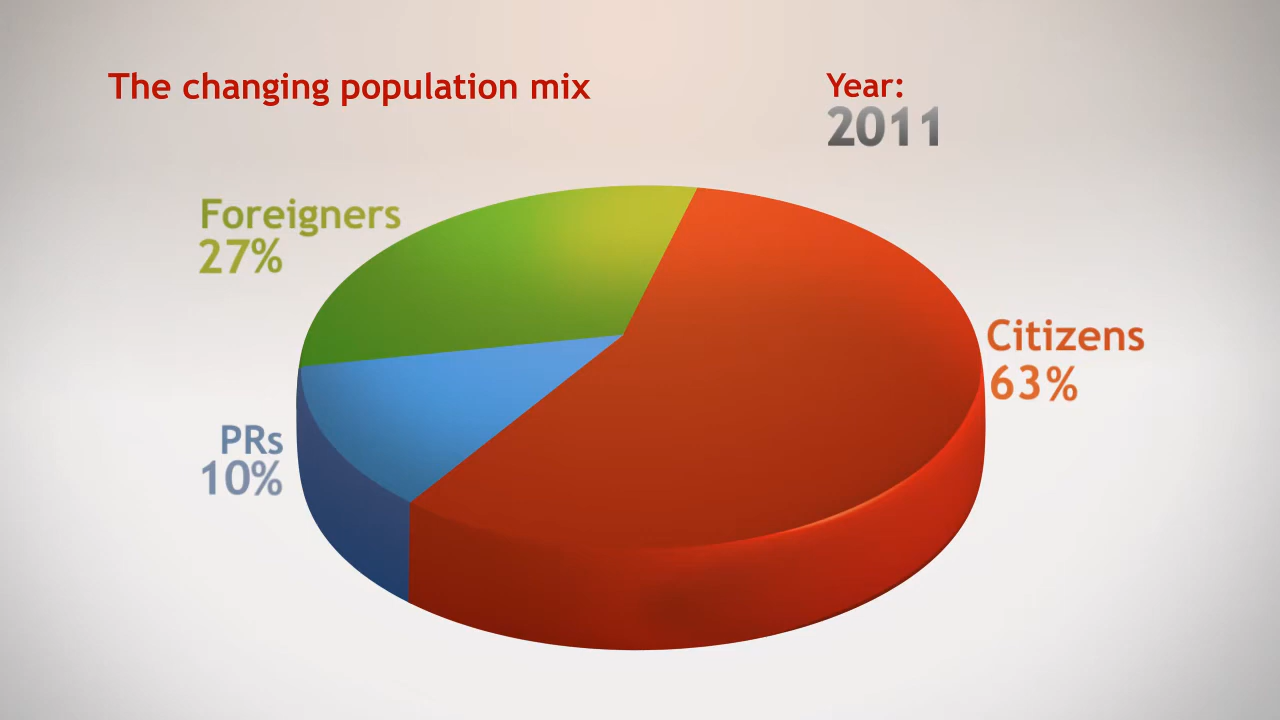 The changing population mix
Year:
2011
Foreigners
27%
Citizens
63%
PRs
10%